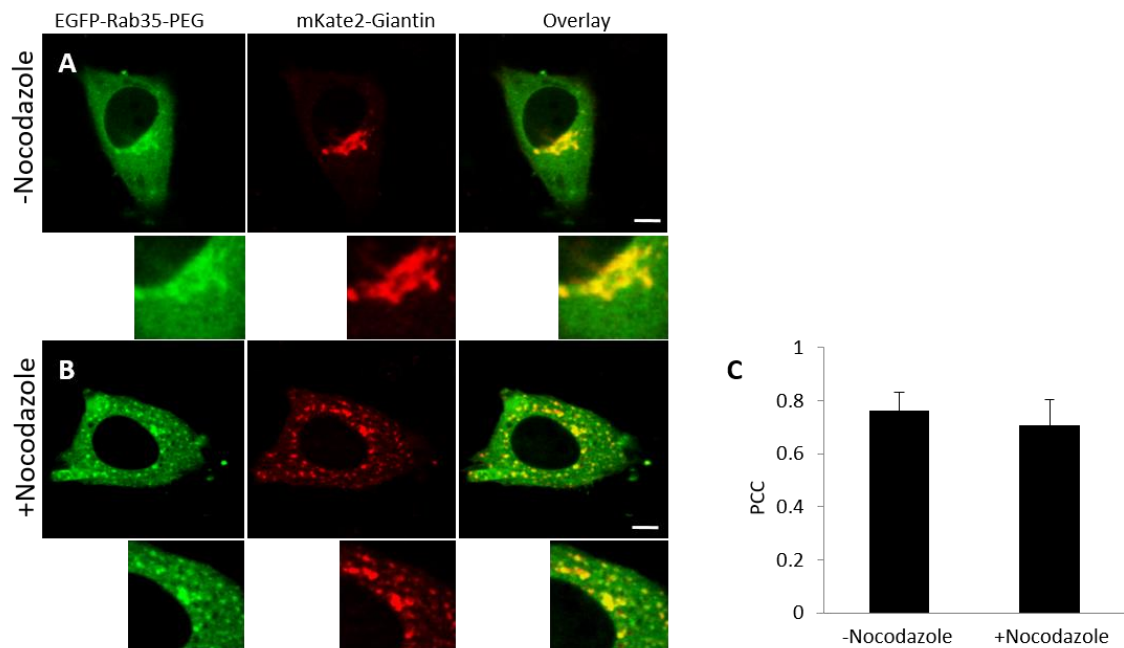 EGFP-Rab35-PEG mKate2-Giantin Overlay
A
-Nocodazole
B
+Nocodazole
C
1
0.8
0.6
0.4
0.2
0
PCC
-Nocodazole +Nocodazole